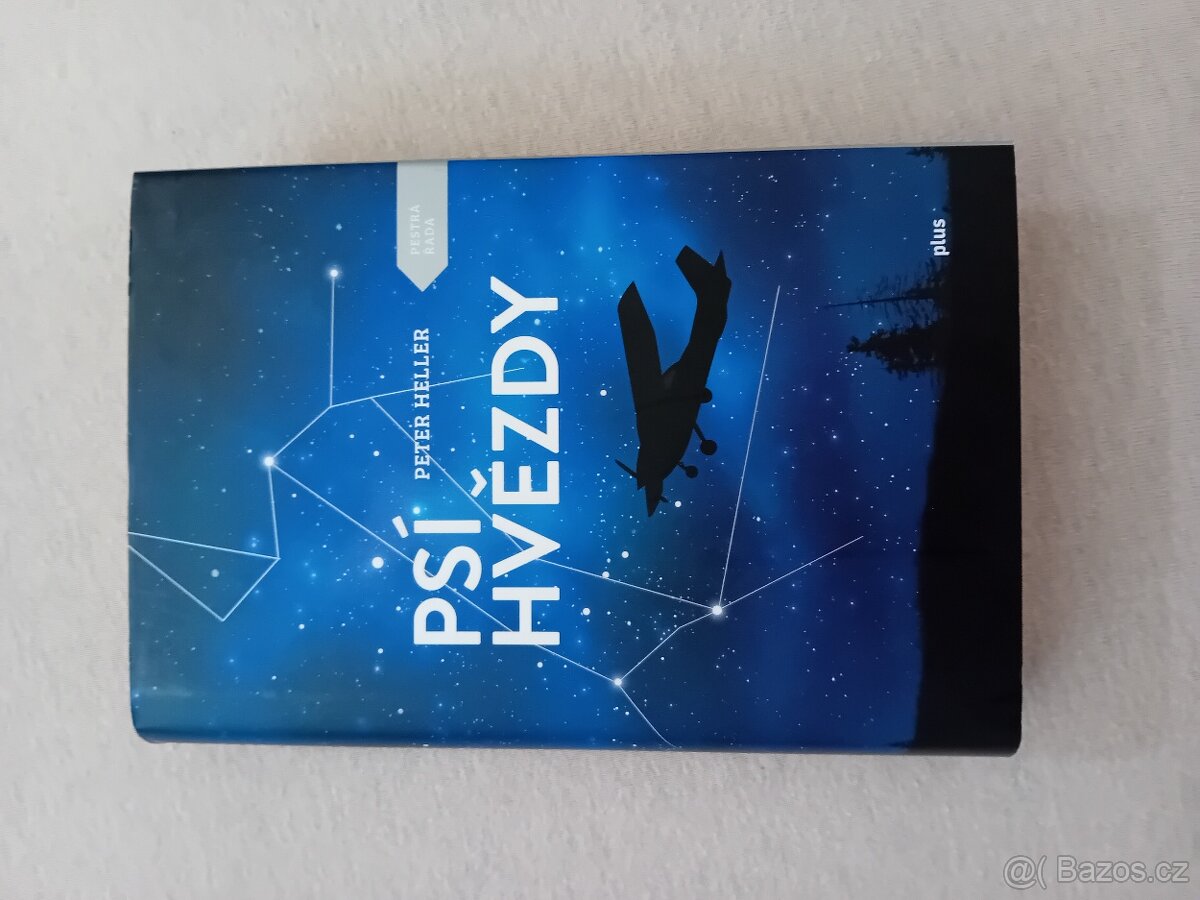 PESTRÁ
ŘADA
PETER HELLER
PSÍ
HVĚZDY
plus
@( Bazos.cz